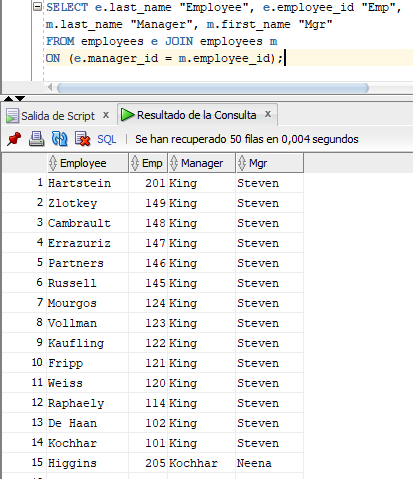 SELECT e.last_name "Employee", e.employee_id "Emp",
m.last_name "Manager", m.first_name "Mgr"
FROM employees e JOIN employees m
ON (e.manager_id = m.employee_id);
Salida de Script x Resultado de la Consulta x
SQL | Se han recuperado 50 filas en 0,004 segundos
Employee Emp Manager Mgr
1 Hartstein 201 King Steven
2 Zlotkey 149 King Steven
3 Cambrault 148 King Steven
4 Errazuriz 147 King Steven
5 Partners 146 King Steven
6 Russell 145 King Steven
7 Mourgos 124 King Steven
8 Vollman 123 King Steven
9 Kaufling 122 King Steven
10 Fripp 121 King Steven
11 Weiss 120 King Steven
12 Raphaely 114 King Steven
13 De Haan 102 King Steven
14 Kochhar 101 King Steven
15 Higgins 205 Kochhar Neena